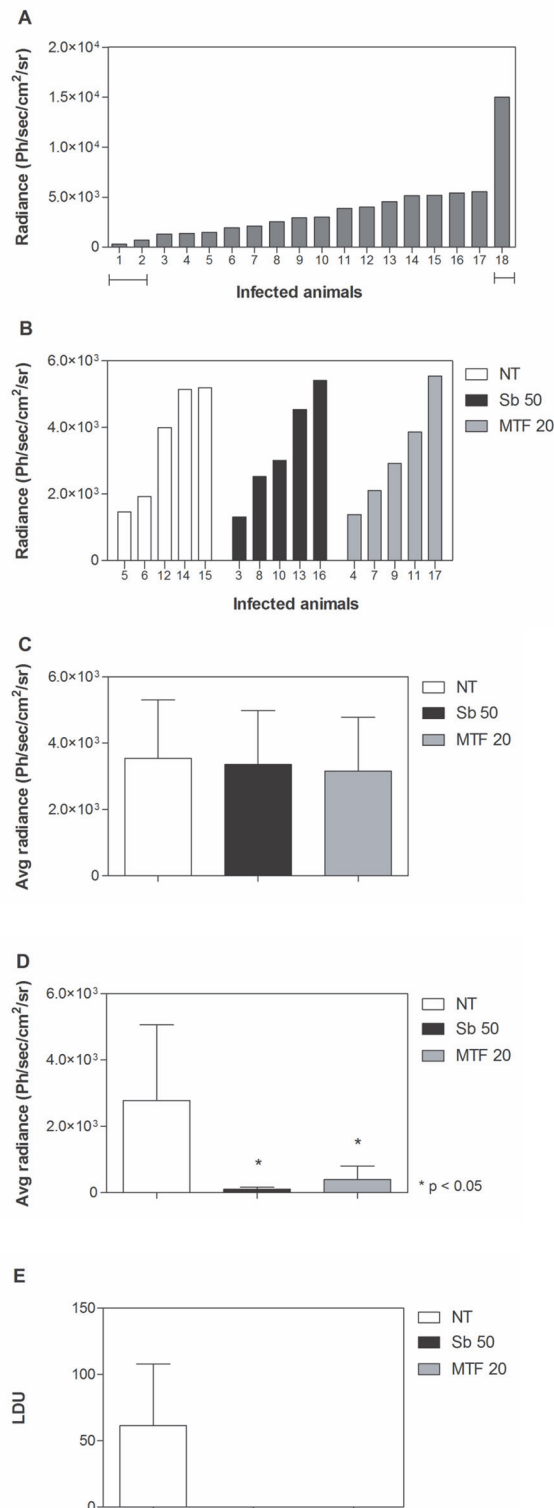 A
Radiance (Ph/sec/cm²/sr)
2.0×10⁴
1.5×10⁴
1.0×10⁴
5.0×10³
0
1 2 3 4 5 6 7 8 9 10 11 12 13 14 15 16 17 18
Infected animals
B
Radiance (Ph/sec/cm²/sr)
6.0×10³
4.0×10³
2.0×10³
0
NT
Sb 50
MTF 20
5 6 12 14 15 3 8 10 13 16 4 7 9 11 17
Infected animals
C
Avg radiance (Ph/sec/cm²/sr)
6.0×10³
4.0×10³
2.0×10³
0
NT
Sb 50
MTF 20
D
Avg radiance (Ph/sec/cm²/sr)
6.0×10³
4.0×10³
2.0×10³
0
NT
Sb 50
MTF 20
* *
* p < 0.05
E
LDU
150
100
50
0
NT
Sb 50
MTF 20